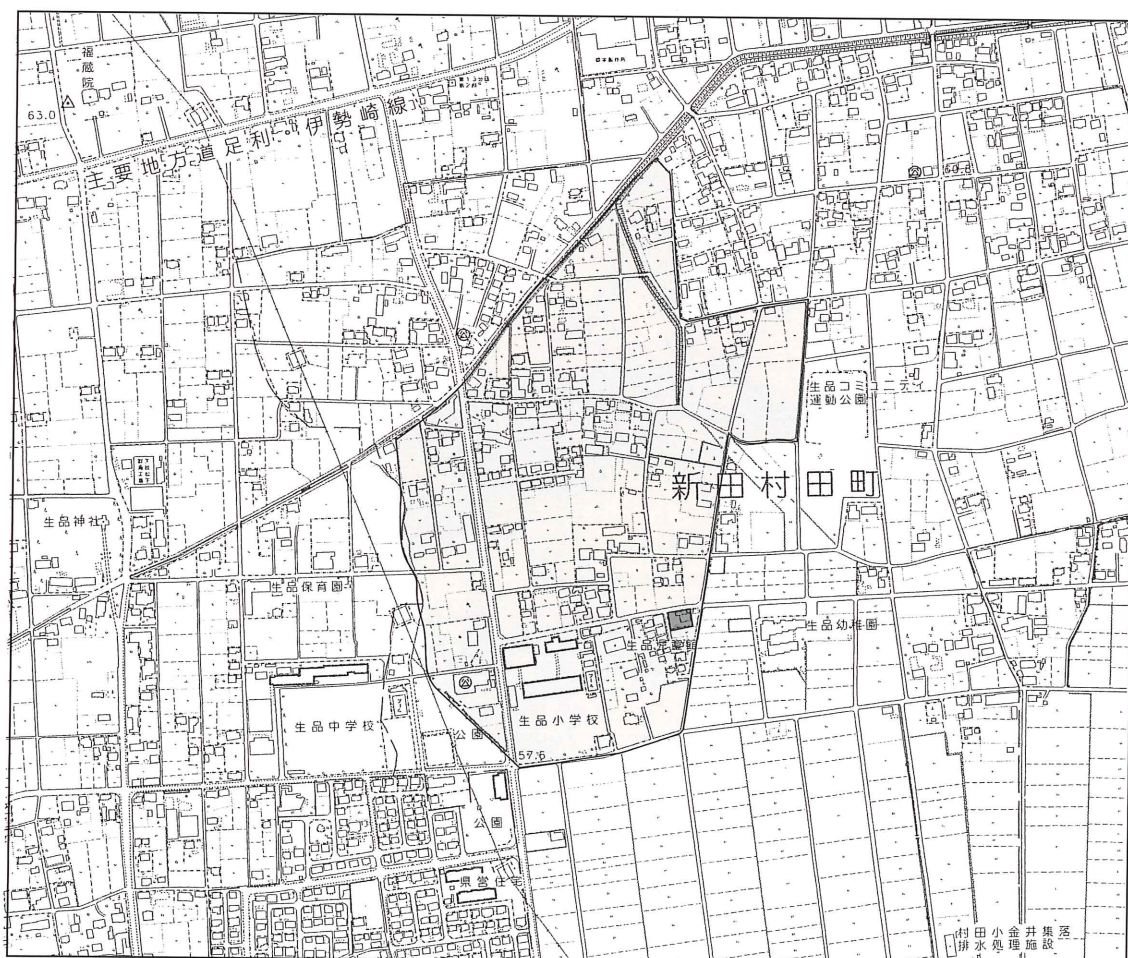 福蔵院
63.0
主要地方道足利・伊勢崎線
生品コミュニティ
運動公園
新田村田町
生品神社
生品保育園
生品幼稚園
生品児童館
生品中学校
公園
生品小学校
57.6
公園
県営住宅
村田小金井集落
排水処理施設